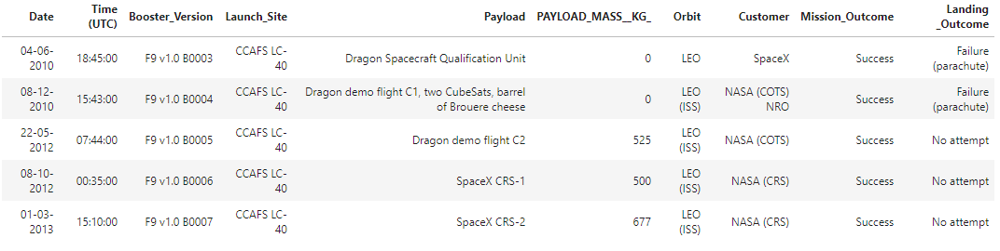 Date Time (UTC) Booster_Version Launch_Site Payload PAYLOAD_MASS__KG_ Orbit Customer Mission_Outcome Landing _Outcome
04-06-2010 18:45:00 F9 v1.0 B0003 CCAFS LC-40 Dragon Spacecraft Qualification Unit 0 LEO SpaceX Success Failure (parachute)
08-12-2010 15:43:00 F9 v1.0 B0004 CCAFS LC-40 Dragon demo flight C1, two CubeSats, barrel of Brouere cheese 0 LEO (ISS) NASA (COTS) NRO Success Failure (parachute)
22-05-2012 07:44:00 F9 v1.0 B0005 CCAFS LC-40 Dragon demo flight C2 525 LEO (ISS) NASA (COTS) Success No attempt
08-10-2012 00:35:00 F9 v1.0 B0006 CCAFS LC-40 SpaceX CRS-1 500 LEO (ISS) NASA (CRS) Success No attempt
01-03-2013 15:10:00 F9 v1.0 B0007 CCAFS LC-40 SpaceX CRS-2 677 LEO (ISS) NASA (CRS) Success No attempt